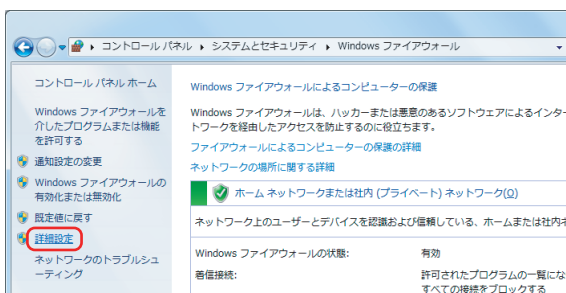 コントロール パネル ▸ システムとセキュリティ ▸ Windows ファイアウォール
コントロール パネル ホーム
Windows ファイアウォールを
介したプログラムまたは機能
を許可する
通知設定の変更
Windows ファイアウォールの
有効化または無効化
既定値に戻す
詳細設定
ネットワークのトラブルシュ
ーティング
Windows ファイアウォールによるコンピューターの保護
Windows ファイアウォールは、ハッカーまたは悪意のあるソフトウェアによるインター
トワークを経由したアクセスを防止するのに役立ちます。
ファイアウォールによるコンピューターの保護の詳細
ネットワークの場所に関する詳細
ホーム ネットワークまたは社内 (プライベート) ネットワーク(O)
ネットワーク上のユーザーとデバイスを認識および信頼している、ホームまたは社内ネ
Windows ファイアウォールの状態: 有効
着信接続: 許可されたプログラムの一覧にな
すべての接続をブロックする